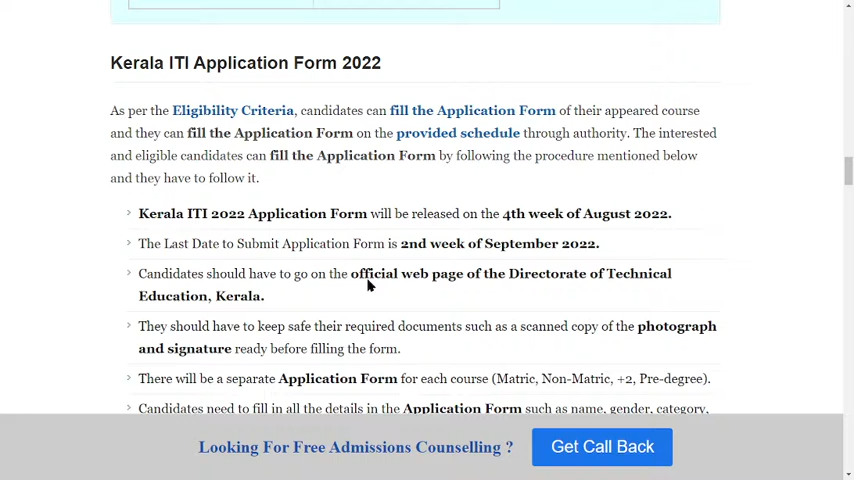 Kerala ITI Application Form 2022
As per the Eligibility Criteria, candidates can fill the Application Form of their appeared course
and they can fill the Application Form on the provided schedule through authority. The interested
and eligible candidates can fill the Application Form by following the procedure mentioned below
and they have to follow it.
Kerala ITI 2022 Application Form will be released on the 4th week of August 2022.
The Last Date to Submit Application Form is 2nd week of September 2022.
Candidates should have to go on the official web page of the Directorate of Technical
Education, Kerala.
They should have to keep safe their required documents such as a scanned copy of the photograph
and signature ready before filling the form.
There will be a separate Application Form for each course (Matric, Non-Matric, +2, Pre-degree).
Candidates need to fill in all the details in the Application Form such as name, gender, category,
Looking For Free Admissions Counselling ? Get Call Back